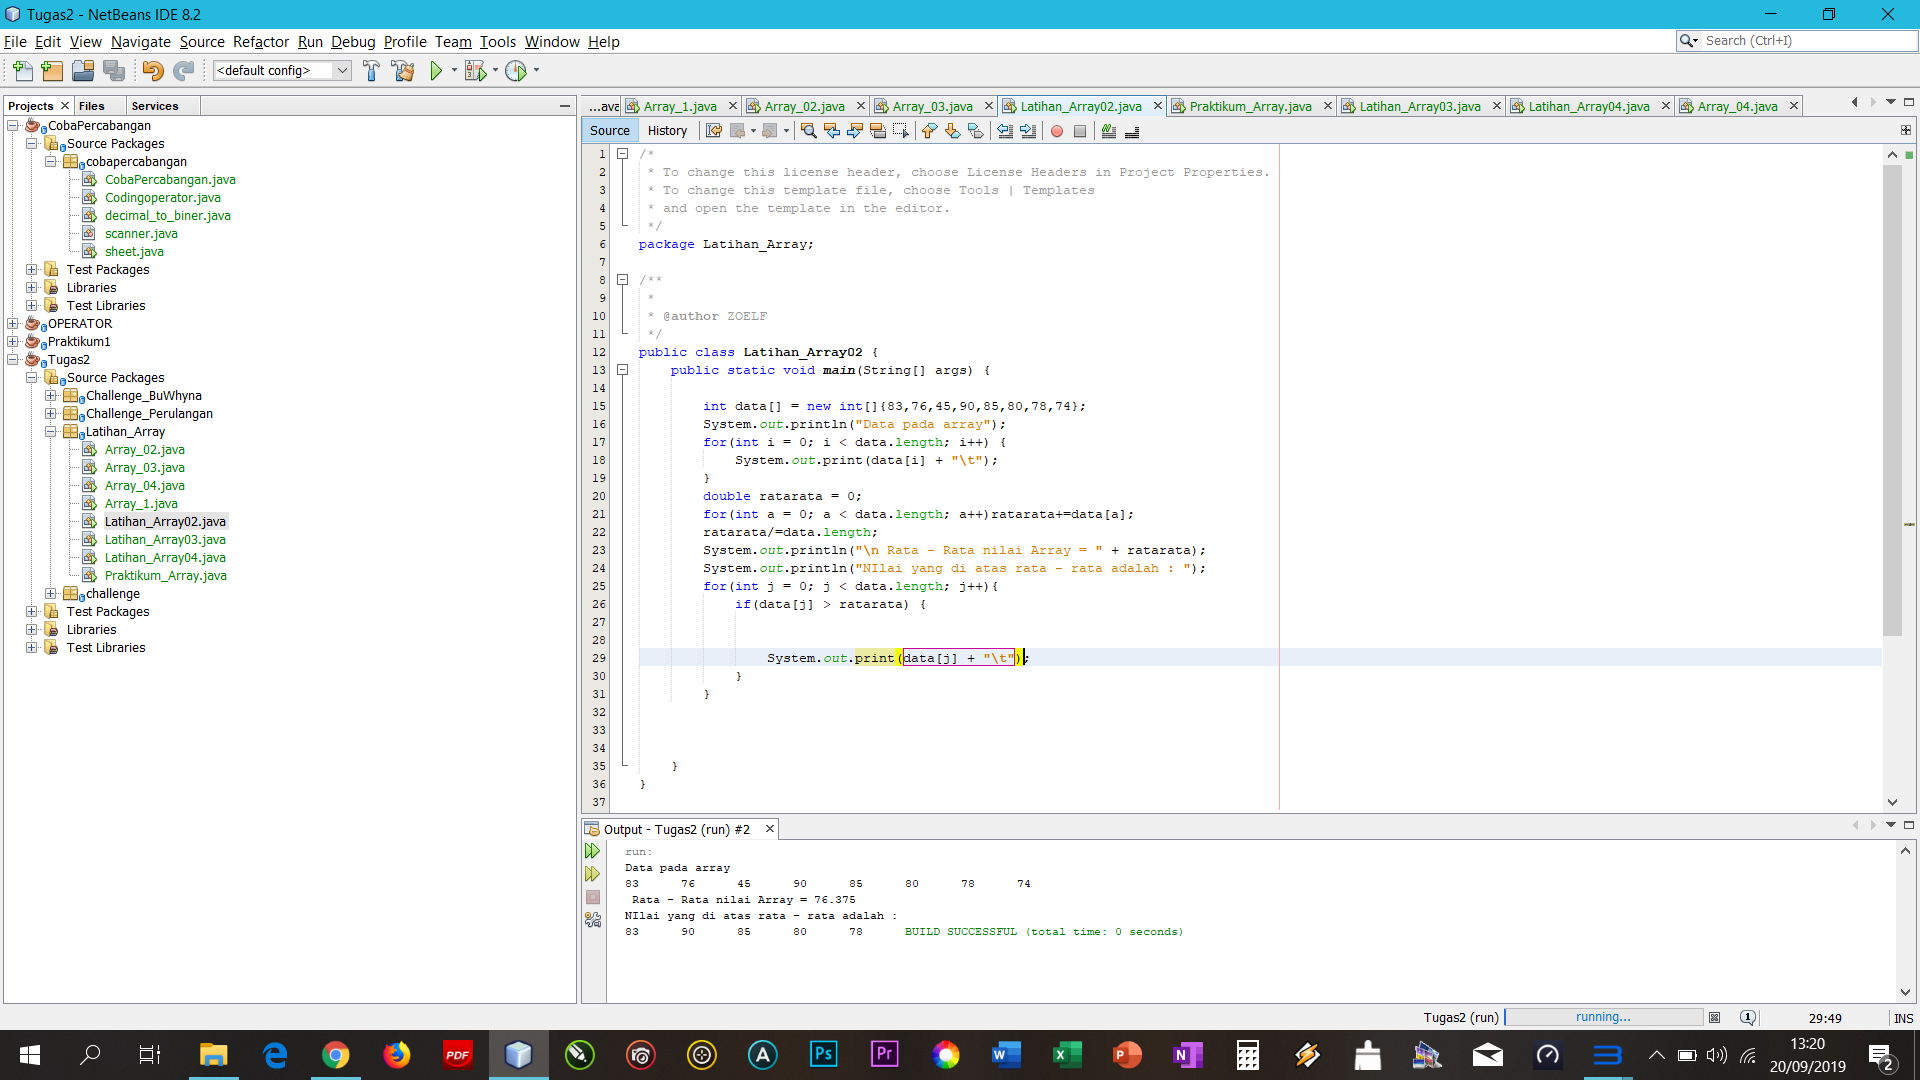 Tugas2 - NetBeans IDE 8.2
File Edit View Navigate Source Refactor Run Debug Profile Team Tools Window Help
Search (Ctrl+I)
<default config>
Projects Files Services
CobaPercabangan
Source Packages
cobapercabangan
CobaPercabangan.java
Codingoperator.java
decimal_to_biner.java
scanner.java
sheet.java
Test Packages
Libraries
Test Libraries
OPERATOR
Praktikum1
Tugas2
Source Packages
Challenge_BuWhyna
Challenge_Perulangan
Latihan_Array
Array_02.java
Array_03.java
Array_04.java
Array_1.java
Latihan_Array02.java
Latihan_Array03.java
Latihan_Array04.java
Praktikum_Array.java
challenge
Test Packages
Libraries
Test Libraries
...ava Array_1.java Array_02.java Array_03.java Latihan_Array02.java Praktikum_Array.java Latihan_Array03.java Latihan_Array04.java Array_04.java
Source History
1 /*
2 * To change this license header, choose License Headers in Project Properties.
3 * To change this template file, choose Tools | Templates
4 * and open the template in the editor.
5 */
6 package Latihan_Array;
7
8 /**
9 *
10 * @author ZOELF
11 */
12 public class Latihan_Array02 {
13 public static void main(String[] args) {
14
15 int data[] = new int[]{83,76,45,90,85,80,78,74};
16 System.out.println("Data pada array");
17 for(int i = 0; i < data.length; i++) {
18 System.out.print(data[i] + "\t");
19 }
20 double ratarata = 0;
21 for(int a = 0; a < data.length; a++)ratarata+=data[a];
22 ratarata/=data.length;
23 System.out.println("\n Rata - Rata nilai Array = " + ratarata);
24 System.out.println("NIlai yang di atas rata - rata adalah : ");
25 for(int j = 0; j < data.length; j++){
26 if(data[j] > ratarata) {
27
28
29 System.out.print(data[j] + "\t");
30 }
31 }
32
33
34
35 }
36 }
37
Output - Tugas2 (run) #2
run:
Data pada array
83 76 45 90 85 80 78 74
Rata - Rata nilai Array = 76.375
NIlai yang di atas rata - rata adalah :
83 90 85 80 78 BUILD SUCCESSFUL (total time: 0 seconds)
Tugas2 (run) running... 1 29:49 INS
PDF Ps Pr
13:20
20/09/2019
2